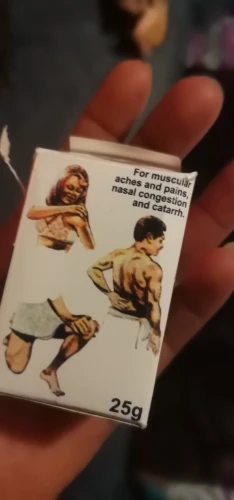 For muscular
aches and pains,
nasal congestion
and catarrh.
25g